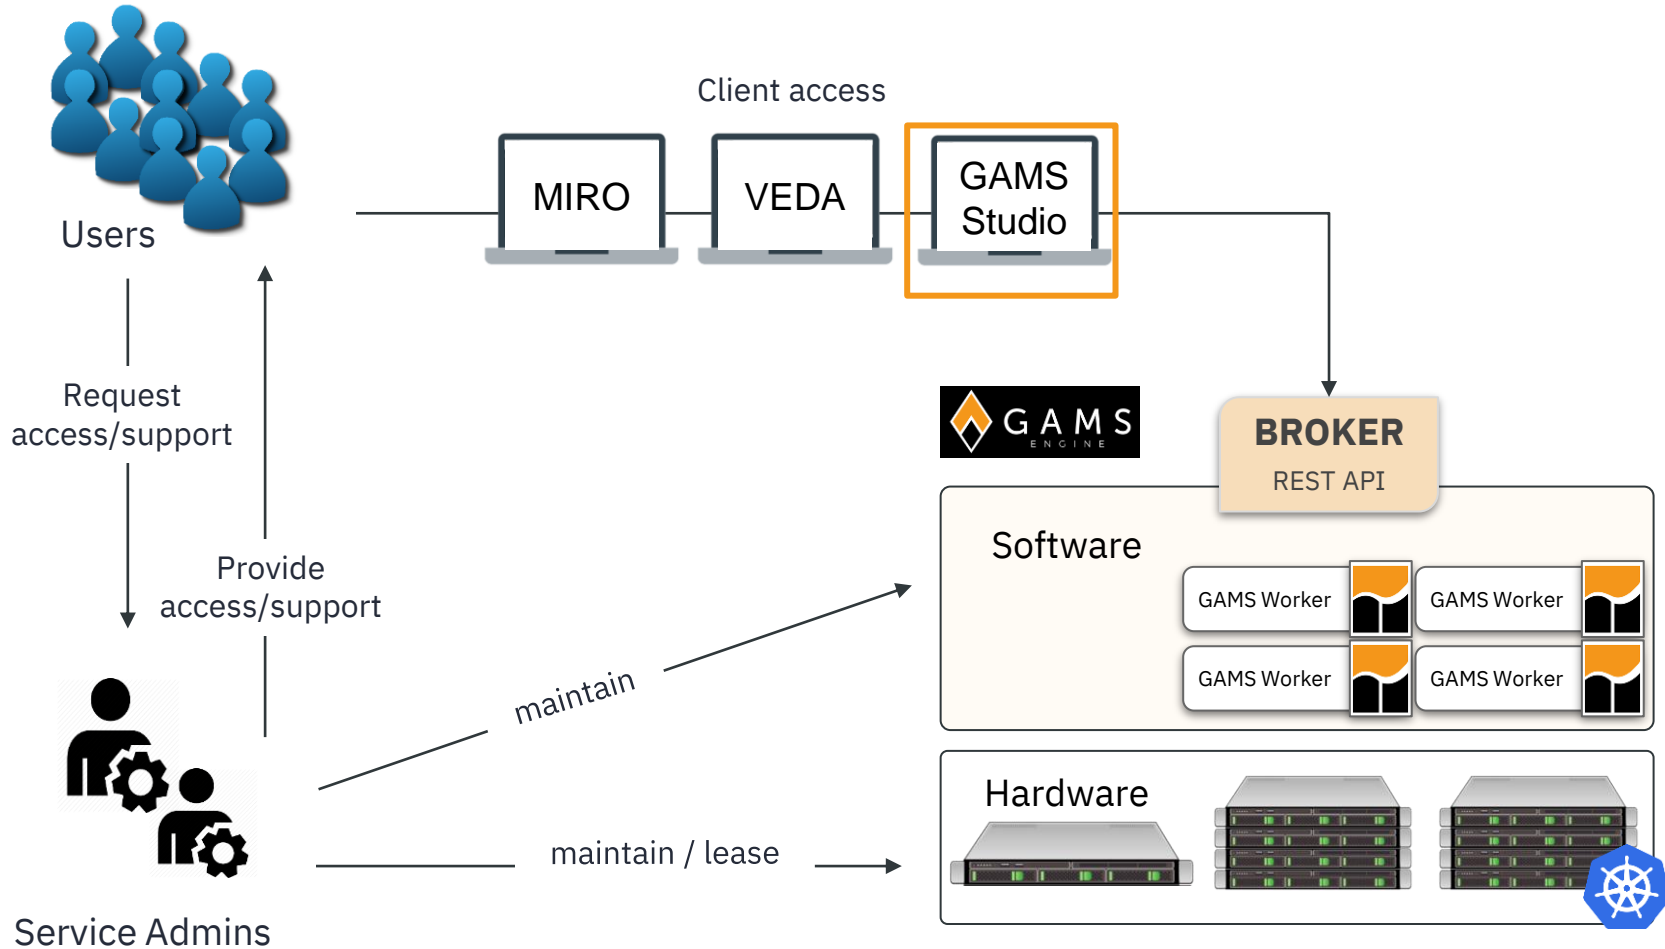 Client access
MIRO
VEDA
GAMS
Studio
Users
Request
access/support
Provide
access/support
GAMS
ENGINE
BROKER
REST API
Software
GAMS Worker
GAMS Worker
GAMS Worker
GAMS Worker
maintain
Hardware
maintain / lease
Service Admins